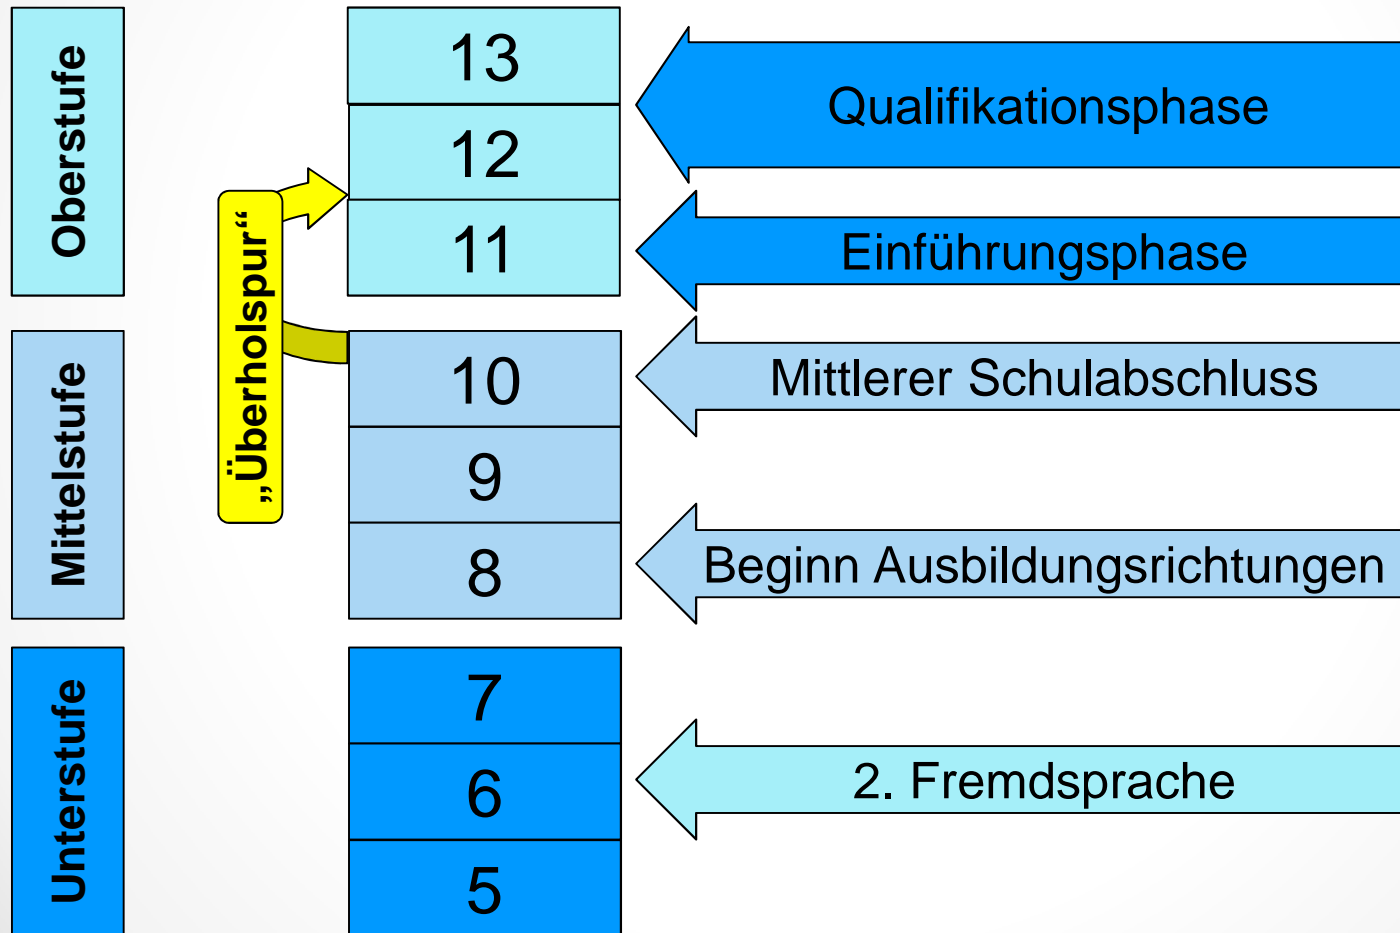 Oberstufe
13
12
11
Qualifikationsphase
Einführungsphase
„Überholspur“
Mittelstufe
10
9
8
Mittlerer Schulabschluss
Beginn Ausbildungsrichtungen
Unterstufe
7
6
5
2. Fremdsprache